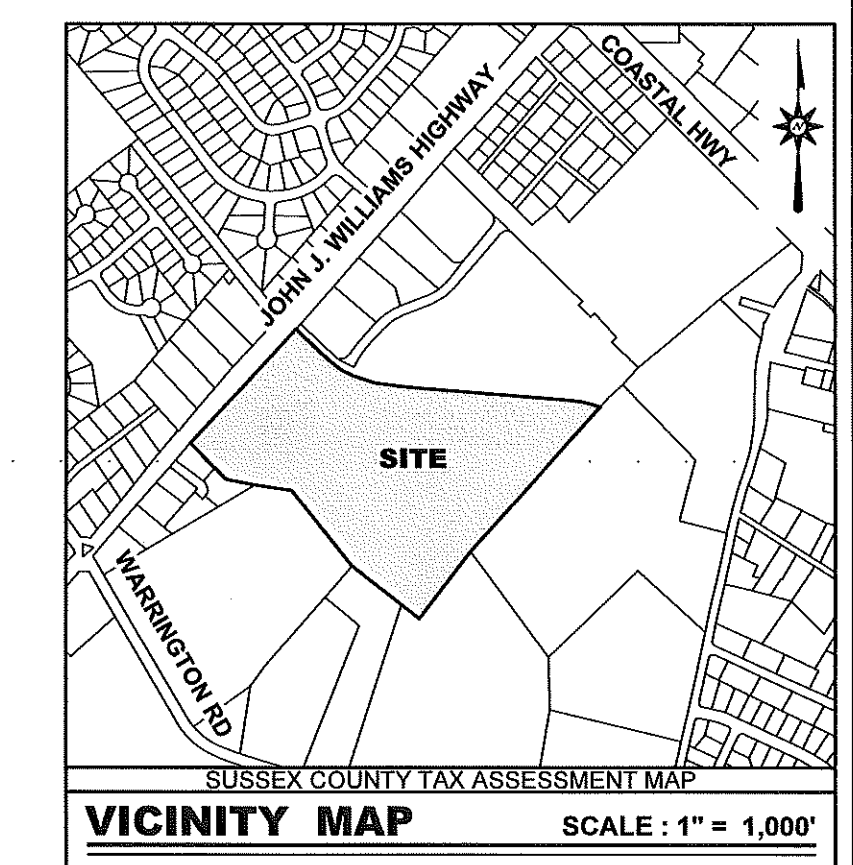 COASTAL HWY
JOHN J. WILLIAMS HIGHWAY
N
SITE
WARRINGTON RD
SUSSEX COUNTY TAX ASSESSMENT MAP
VICINITY MAP SCALE : 1" = 1,000'